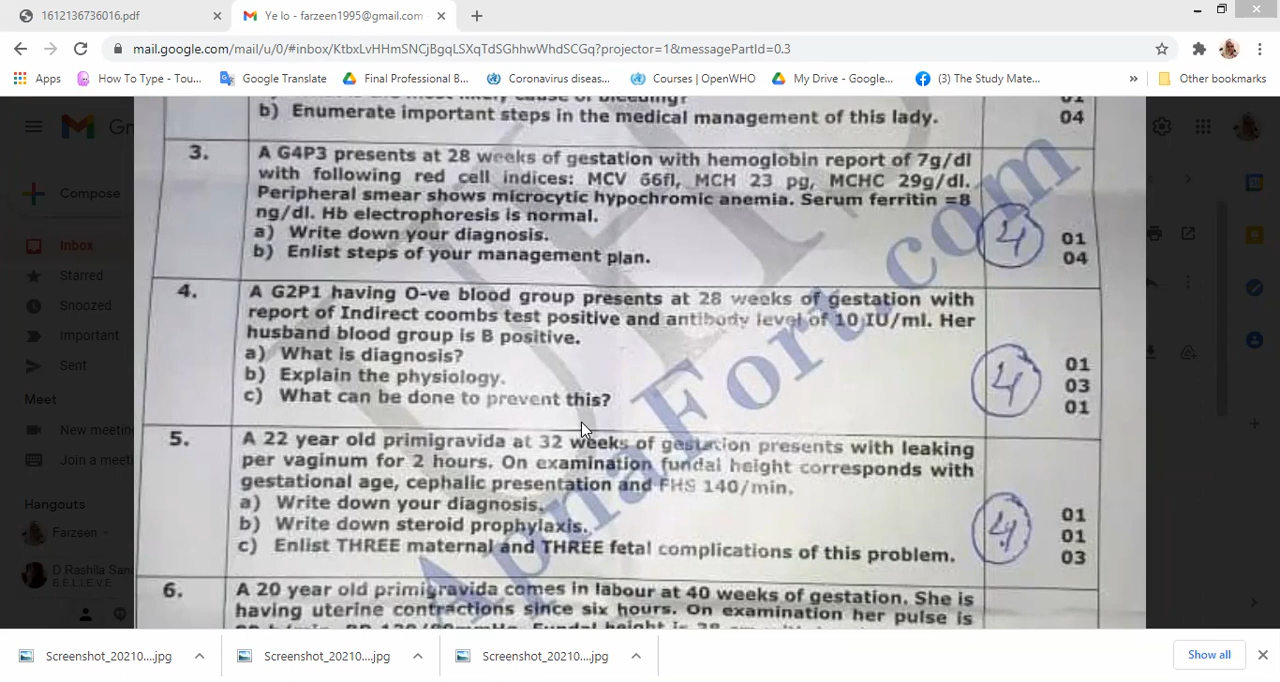 1612136736016.pdf
Ye lo - farzeen1995@gmail.com
mail.google.com/mail/u/0/#inbox/KtbxLvHHmSNCjBgqLSXqTdSGhhwWhdSCGq?projector=1&messagePartId=0.3
Apps How To Type - Tou... Google Translate Final Professional B... Coronavirus diseas... Courses | OpenWHO My Drive - Google... (3) The Study Mate... » Other bookmarks
Compose
Inbox
Starred
Snoozed
Important
Sent
Meet
New meetin
Join a meeti
Hangouts
Farzeen
D Rashila Sana
B.E.L.I.E.V.E
01
b) Enumerate important steps in the medical management of this lady. 04
3. A G4P3 presents at 28 weeks of gestation with hemoglobin report of 7g/dl
with following red cell indices: MCV 66fl, MCH 23 pg, MCHC 29g/dl.
Peripheral smear shows microcytic hypochromic anemia. Serum ferritin =8
ng/dl. Hb electrophoresis is normal.
a) Write down your diagnosis. 01
b) Enlist steps of your management plan. 04
4
4. A G2P1 having O-ve blood group presents at 28 weeks of gestation with
report of Indirect coombs test positive and antibody level of 10 IU/ml. Her
husband blood group is B positive.
a) What is diagnosis? 01
b) Explain the physiology. 03
c) What can be done to prevent this? 01
4
5. A 22 year old primigravida at 32 weeks of gestation presents with leaking
per vaginum for 2 hours. On examination fundal height corresponds with
gestational age, cephalic presentation and FHS 140/min.
a) Write down your diagnosis. 01
b) Write down steroid prophylaxis. 01
c) Enlist THREE maternal and THREE fetal complications of this problem. 03
4
6. A 20 year old primigravida comes in labour at 40 weeks of gestation. She is
having uterine contractions since six hours. On examination her pulse is
ApnaFort.com
Screenshot_20210....jpg
Screenshot_20210....jpg
Screenshot_20210....jpg
Show all